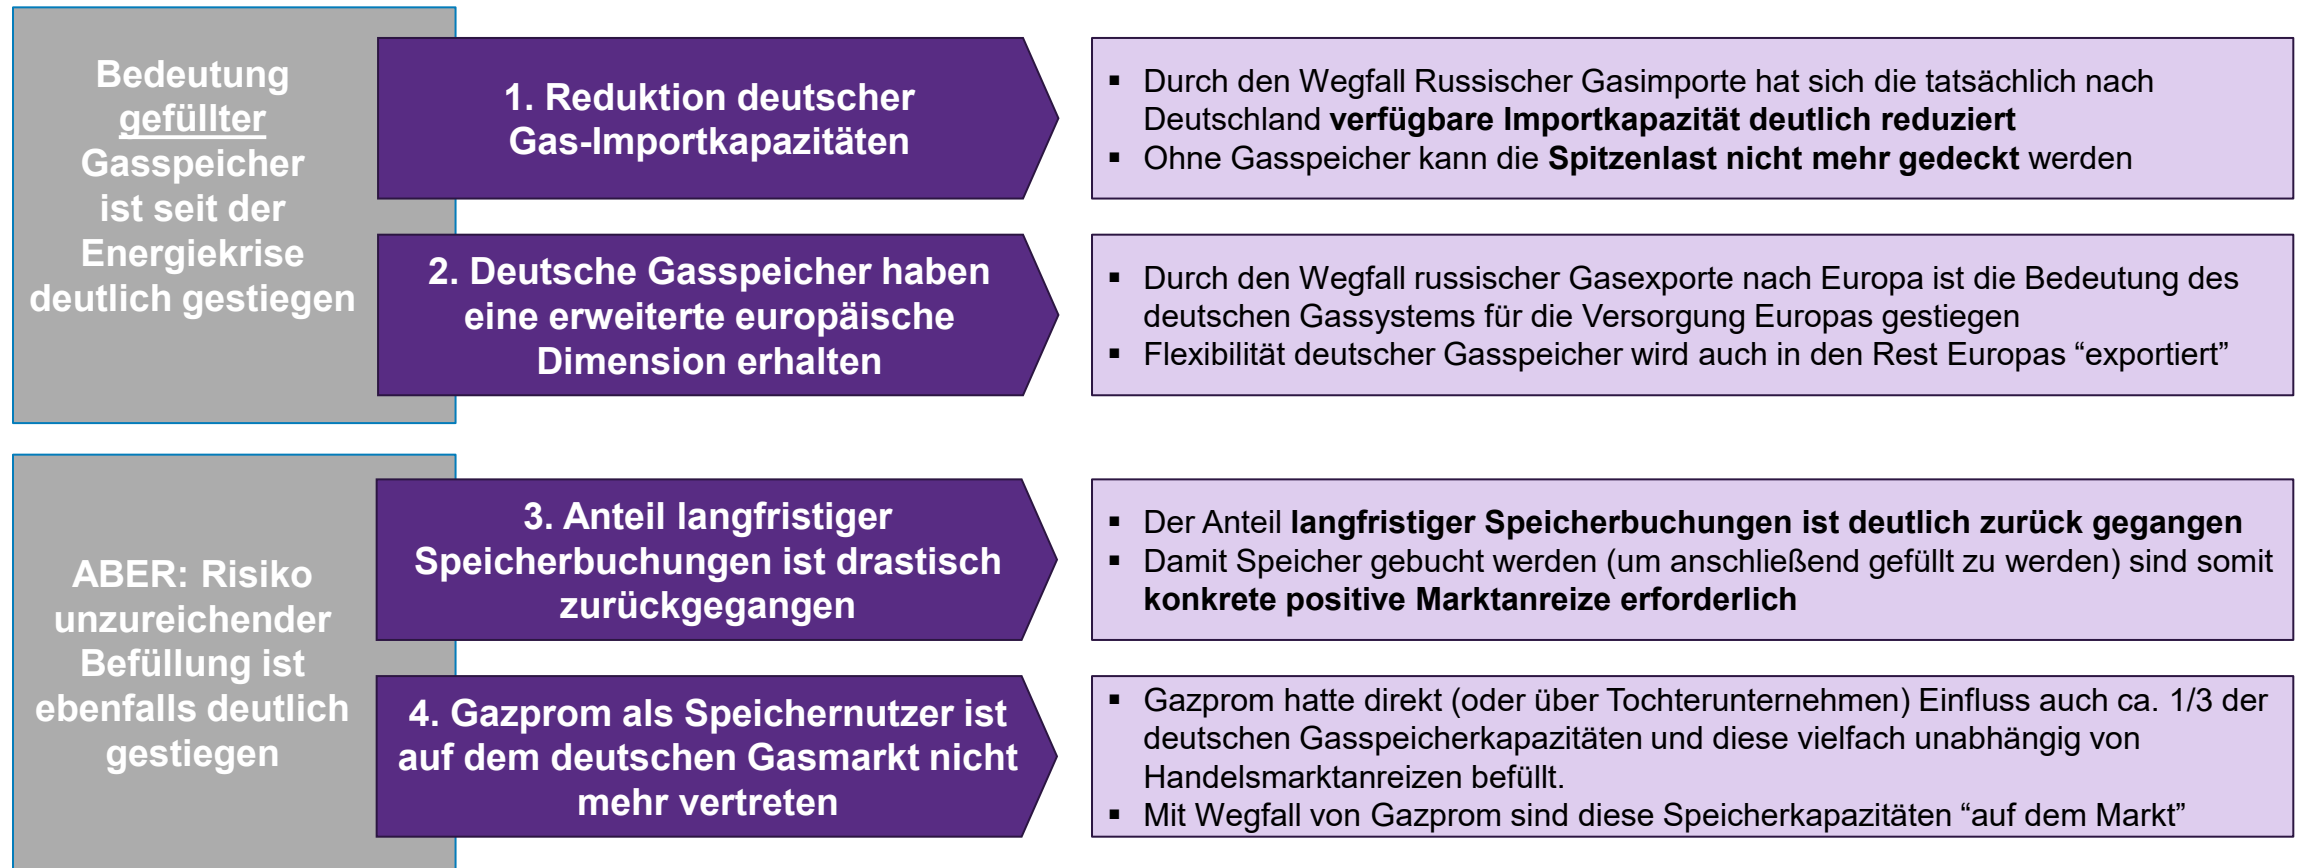 Bedeutung
gefüllter
Gasspeicher
ist seit der
Energiekrise
deutlich gestiegen
1. Reduktion deutscher
Gas-Importkapazitäten
▪ Durch den Wegfall Russischer Gasimporte hat sich die tatsächlich nach
Deutschland verfügbare Importkapazität deutlich reduziert
▪ Ohne Gasspeicher kann die Spitzenlast nicht mehr gedeckt werden
2. Deutsche Gasspeicher haben
eine erweiterte europäische
Dimension erhalten
▪ Durch den Wegfall russischer Gasexporte nach Europa ist die Bedeutung des
deutschen Gassystems für die Versorgung Europas gestiegen
▪ Flexibilität deutscher Gasspeicher wird auch in den Rest Europas “exportiert”
ABER: Risiko
unzureichender
Befüllung ist
ebenfalls deutlich
gestiegen
3. Anteil langfristiger
Speicherbuchungen ist drastisch
zurückgegangen
▪ Der Anteil langfristiger Speicherbuchungen ist deutlich zurück gegangen
▪ Damit Speicher gebucht werden (um anschließend gefüllt zu werden) sind somit
konkrete positive Marktanreize erforderlich
4. Gazprom als Speichernutzer ist
auf dem deutschen Gasmarkt nicht
mehr vertreten
▪ Gazprom hatte direkt (oder über Tochterunternehmen) Einfluss auch ca. 1/3 der
deutschen Gasspeicherkapazitäten und diese vielfach unabhängig von
Handelsmarktanreizen befüllt.
▪ Mit Wegfall von Gazprom sind diese Speicherkapazitäten “auf dem Markt”